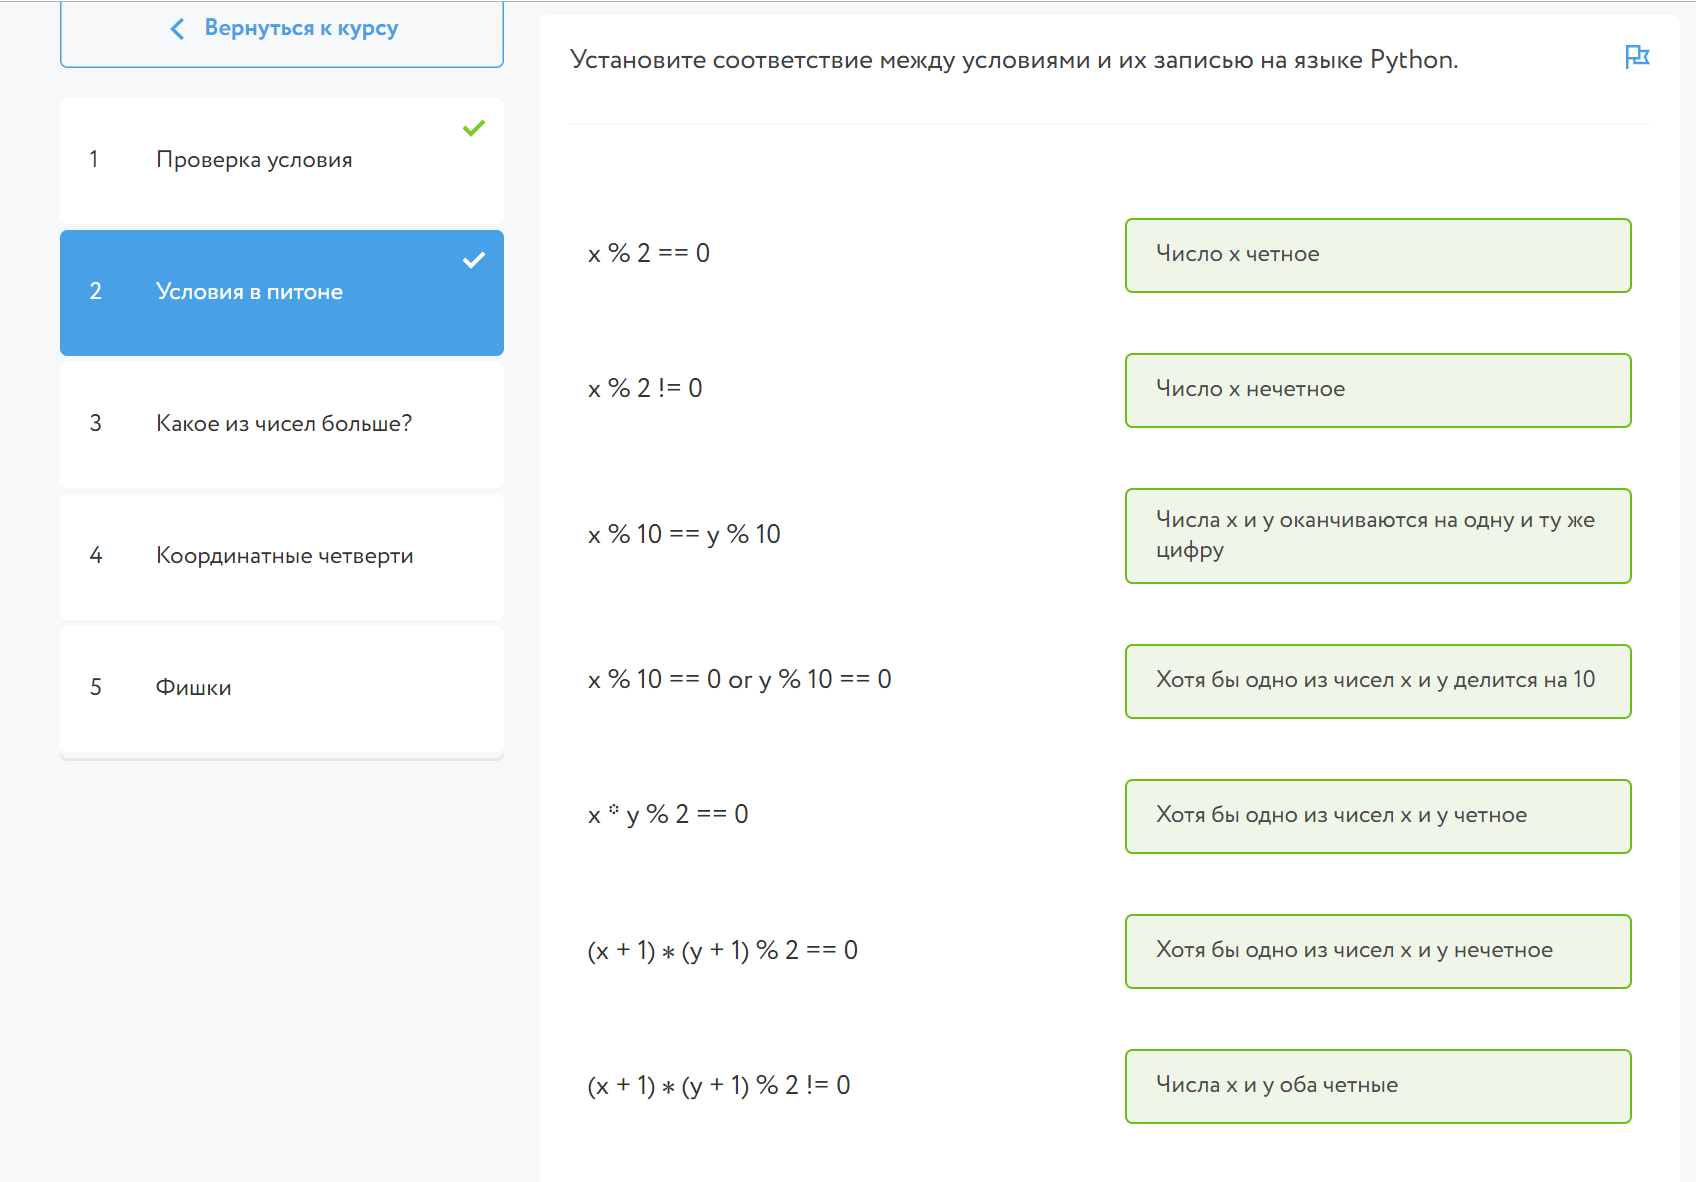 Вернуться к курсу
1 Проверка условия
2 Условия в питоне
3 Какое из чисел больше?
4 Координатные четверти
5 Фишки
Установите соответствие между условиями и их записью на языке Python.
x % 2 == 0
Число x четное
x % 2 != 0
Число x нечетное
x % 10 == y % 10
Числа x и y оканчиваются на одну и ту же
цифру
x % 10 == 0 or y % 10 == 0
Хотя бы одно из чисел x и y делится на 10
x * y % 2 == 0
Хотя бы одно из чисел x и y четное
(x + 1) * (y + 1) % 2 == 0
Хотя бы одно из чисел x и y нечетное
(x + 1) * (y + 1) % 2 != 0
Числа x и y оба четные